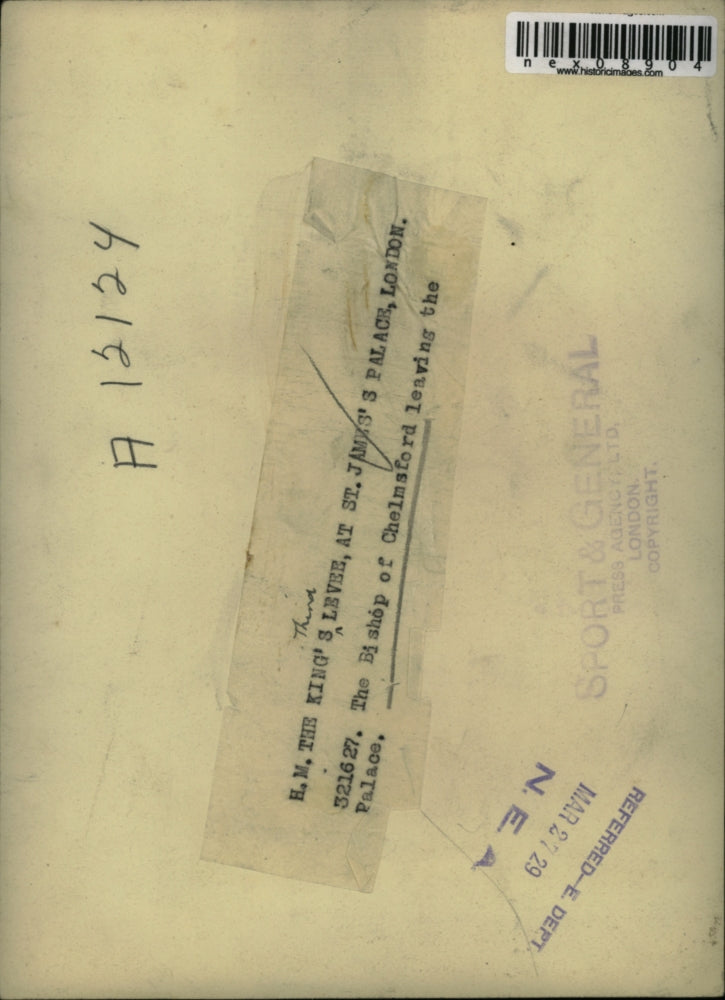 nex08904
www.historicimages.com
A 12124
H.M. THE KING'S Third LEVEE, AT ST. JAMES'S PALACE, LONDON.
321627. The Bishop of Chelmsford leaving the
Palace.
SPORT & GENERAL
PRESS AGENCY, LTD.
LONDON.
COPYRIGHT.
N. E. A
MAR 27 29
REFERRED—E. DEPT